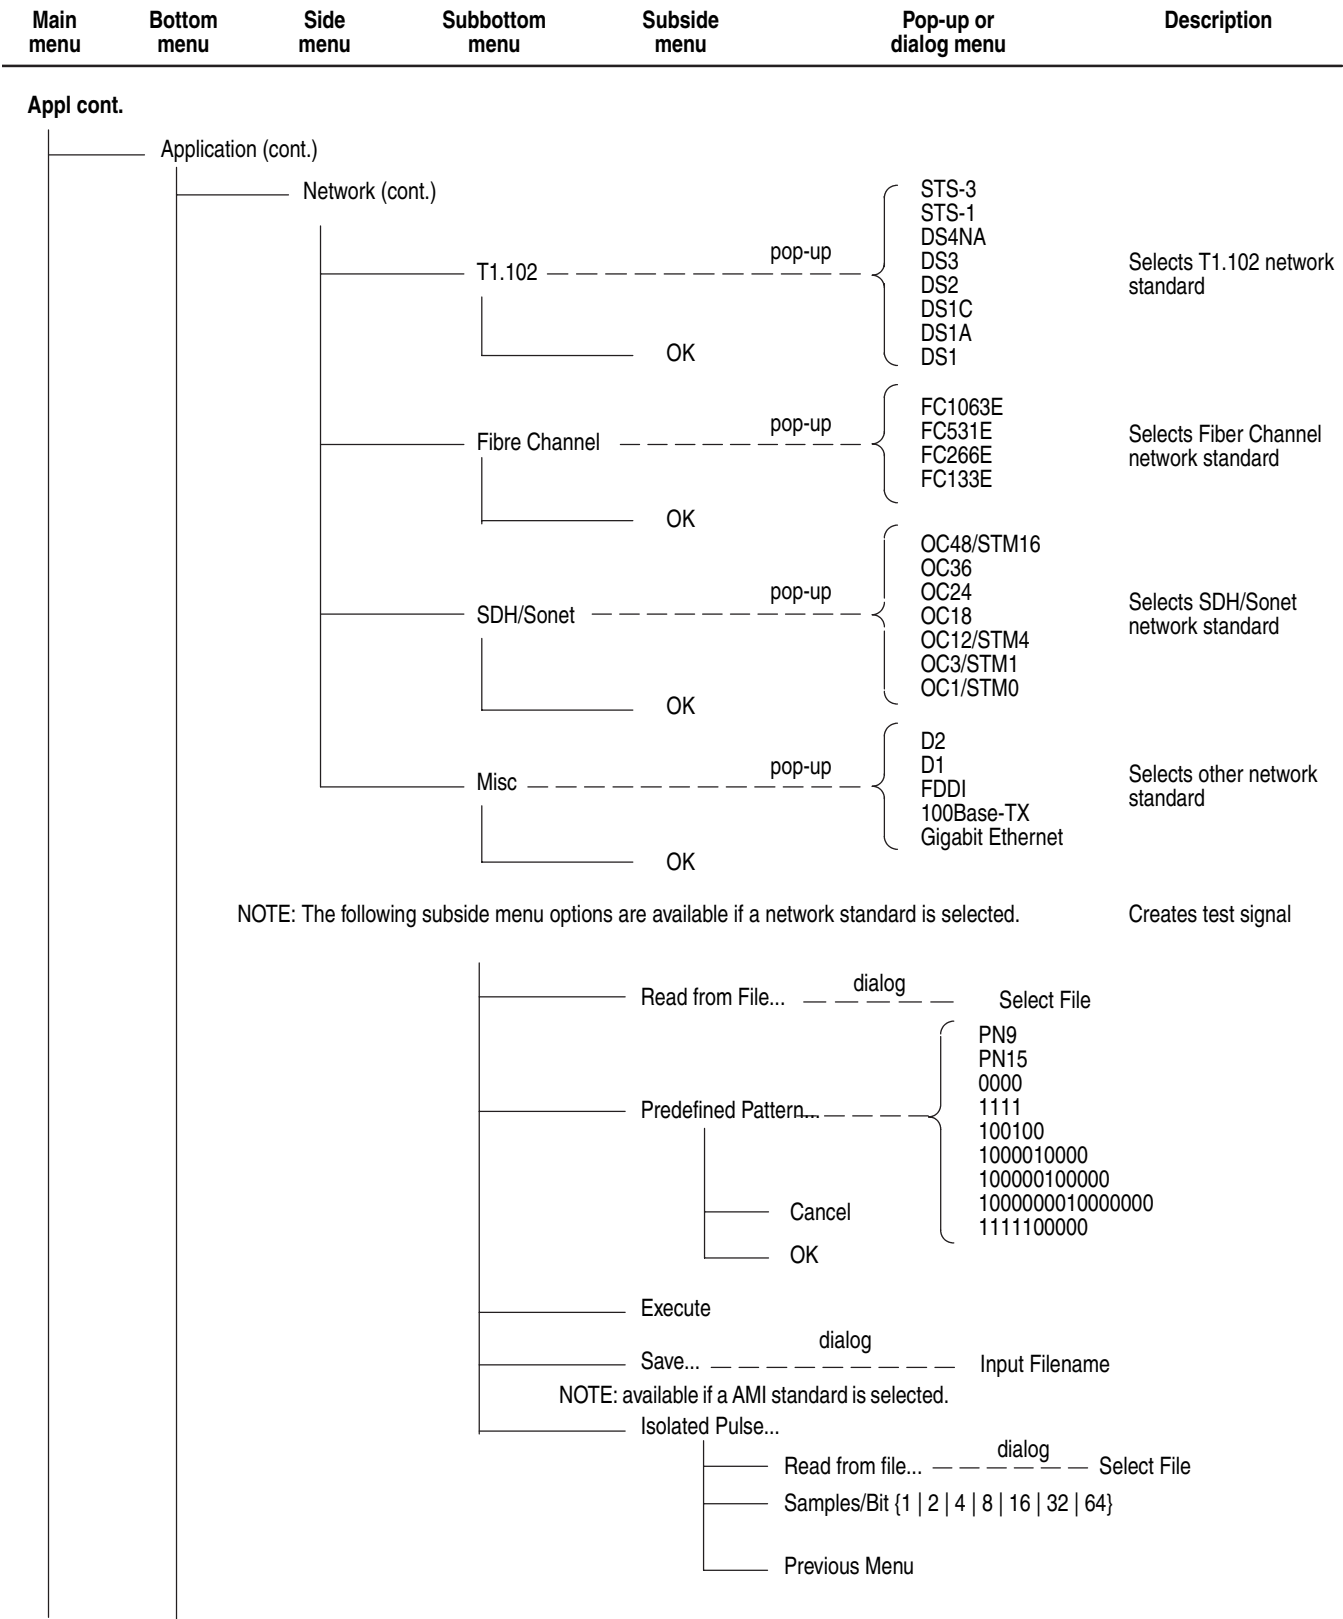 Main menu
Bottom menu
Side menu
Subbottom menu
Subside menu
Pop-up or dialog menu
Description
Appl cont.
Application (cont.)
Network (cont.)
T1.102
pop-up
STS-3
STS-1
DS4NA
DS3
DS2
DS1C
DS1A
DS1
Selects T1.102 network
standard
OK
Fibre Channel
pop-up
FC1063E
FC531E
FC266E
FC133E
Selects Fiber Channel
network standard
OK
SDH/Sonet
pop-up
OC48/STM16
OC36
OC24
OC18
OC12/STM4
OC3/STM1
OC1/STM0
Selects SDH/Sonet
network standard
OK
Misc
pop-up
D2
D1
FDDI
100Base-TX
Gigabit Ethernet
Selects other network
standard
OK
NOTE: The following subside menu options are available if a network standard is selected.
Creates test signal
Read from File...
dialog
Select File
Predefined Pattern...
PN9
PN15
0000
1111
100100
1000010000
100000100000
1000000010000000
1111100000
Cancel
OK
Execute
Save...
dialog
Input Filename
NOTE: available if a AMI standard is selected.
Isolated Pulse...
Read from file...
dialog
Select File
Samples/Bit {1 | 2 | 4 | 8 | 16 | 32 | 64}
Previous Menu